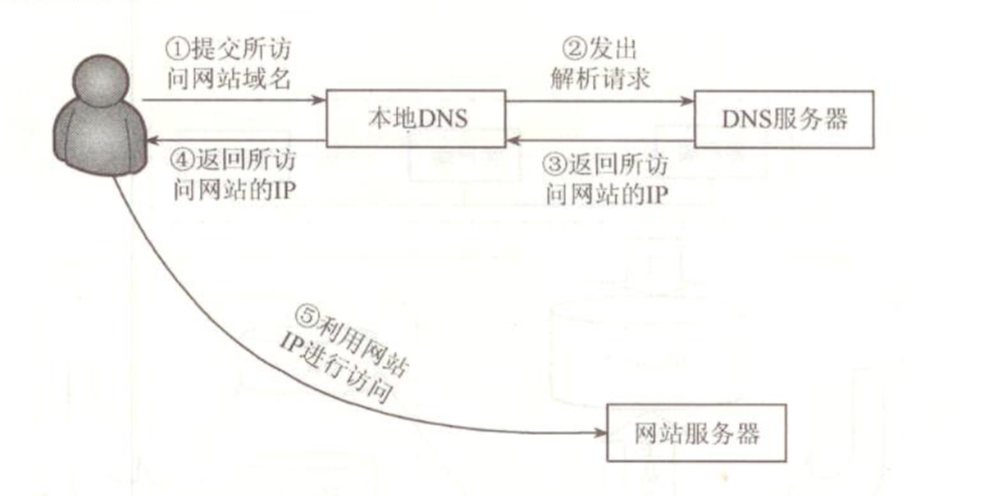 ①提交所访
问网站域名
②发出
解析请求
本地DNS
DNS服务器
④返回所访
问网站的IP
③返回所访
问网站的IP
⑤利用网站
IP进行访问
网站服务器